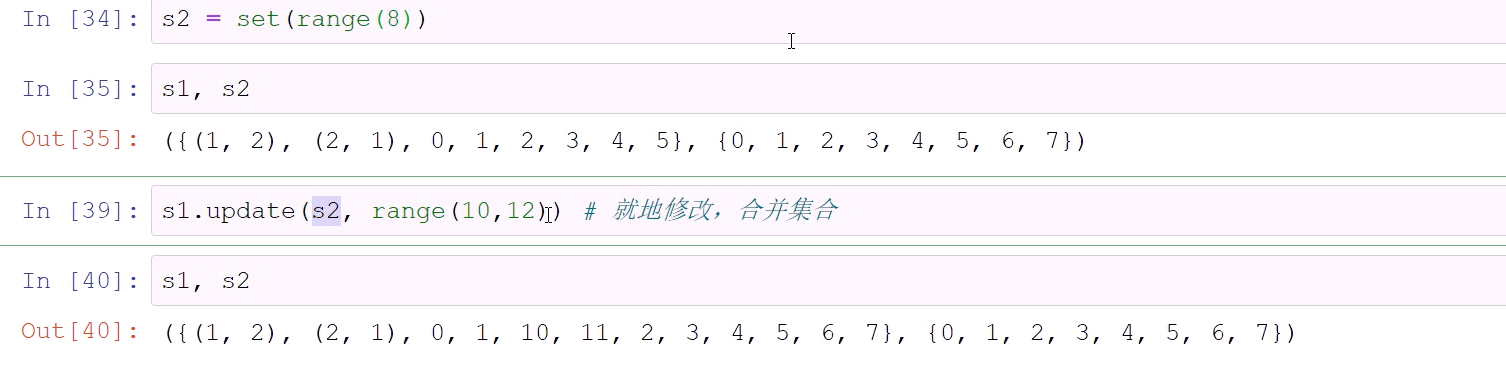 In [34]: s2 = set(range(8))
In [35]: s1, s2
Out[35]: ({(1, 2), (2, 1), 0, 1, 2, 3, 4, 5}, {0, 1, 2, 3, 4, 5, 6, 7})
In [39]: s1.update(s2, range(10,12)) # 就地修改，合并集合
In [40]: s1, s2
Out[40]: ({(1, 2), (2, 1), 0, 1, 10, 11, 2, 3, 4, 5, 6, 7}, {0, 1, 2, 3, 4, 5, 6, 7})